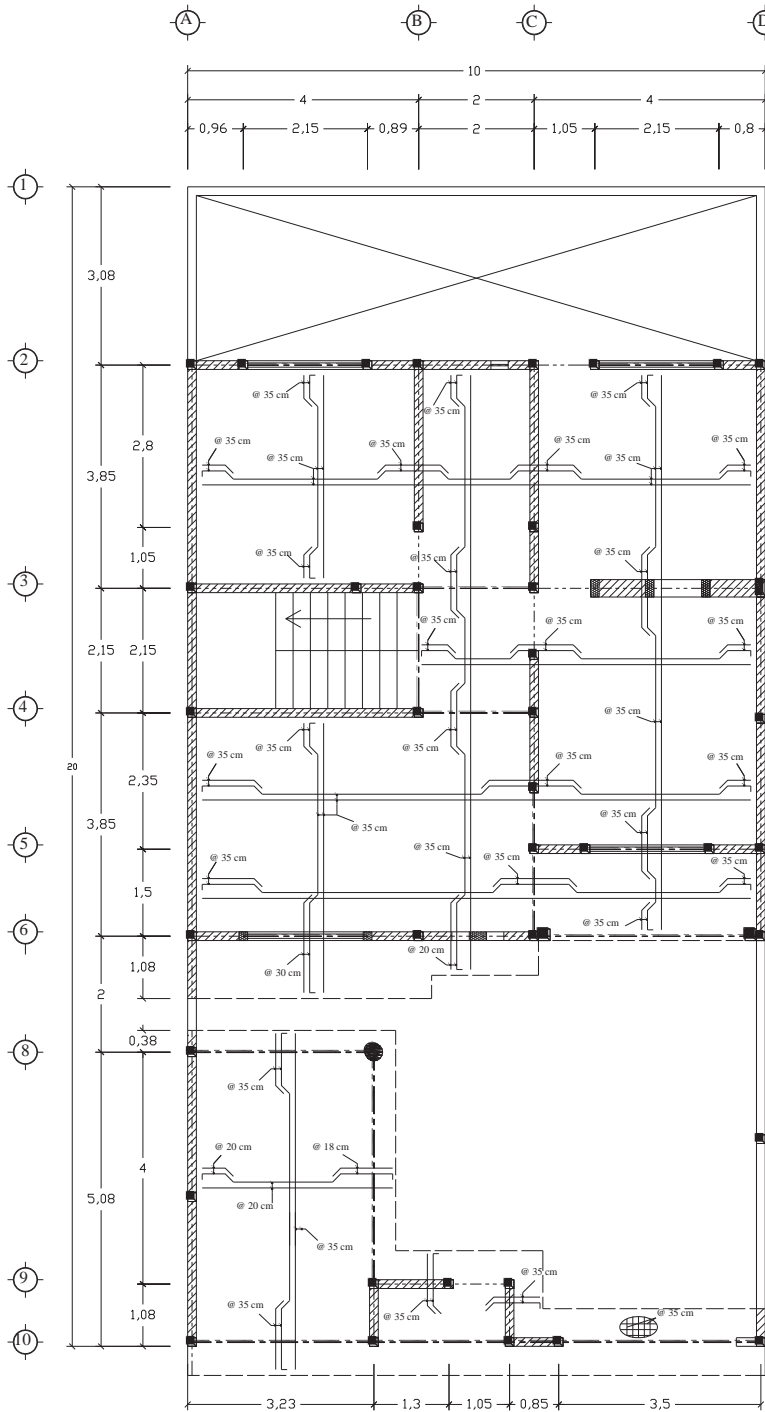 A B C D
10
4 2 4
0,96 2,15 0,89 2 1,05 2,15 0,8
1
3,08
2
@ 35 cm @ 35 cm @ 35 cm
2,8
@ 35 cm @ 35 cm @ 35 cm @ 35 cm @ 35 cm @ 35 cm
3,85
1,05
@ 35 cm @ 35 cm @ 35 cm
3
@ 35 cm @ 35 cm @ 35 cm
2,15 2,15
4
@ 35 cm @ 35 cm @ 35 cm
@ 35 cm @ 35 cm @ 35 cm
20
2,35
3,85
@ 35 cm @ 35 cm
5
@ 35 cm
@ 35 cm @ 35 cm @ 35 cm
1,5
@ 35 cm
6
@ 20 cm
1,08
@ 30 cm
2
0,38
8
@ 35 cm
@ 20 cm @ 18 cm
4
5,08
@ 20 cm
@ 35 cm
9
@ 35 cm
1,08
@ 35 cm @ 35 cm @ 35 cm
10
3,23 1,3 1,05 0,85 3,5